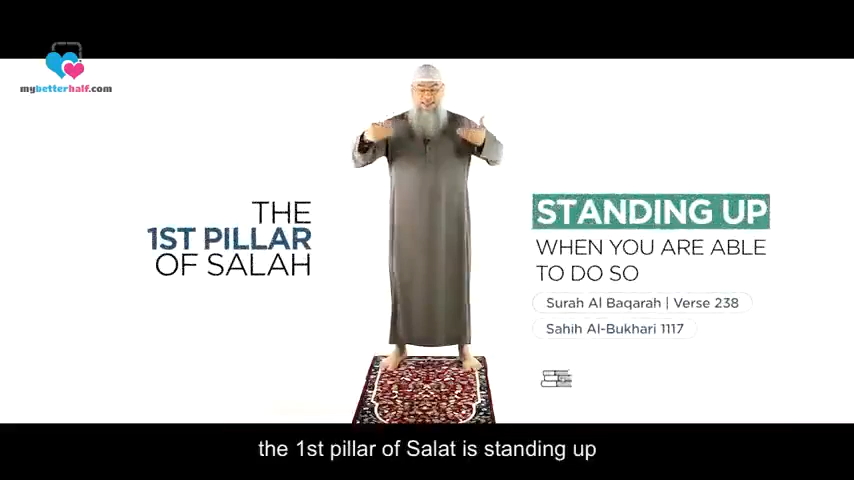 mybetterhalf.com
THE
1ST PILLAR
OF SALAH
STANDING UP
WHEN YOU ARE ABLE
TO DO SO
Surah Al Baqarah | Verse 238
Sahih Al-Bukhari 1117
the 1st pillar of Salat is standing up